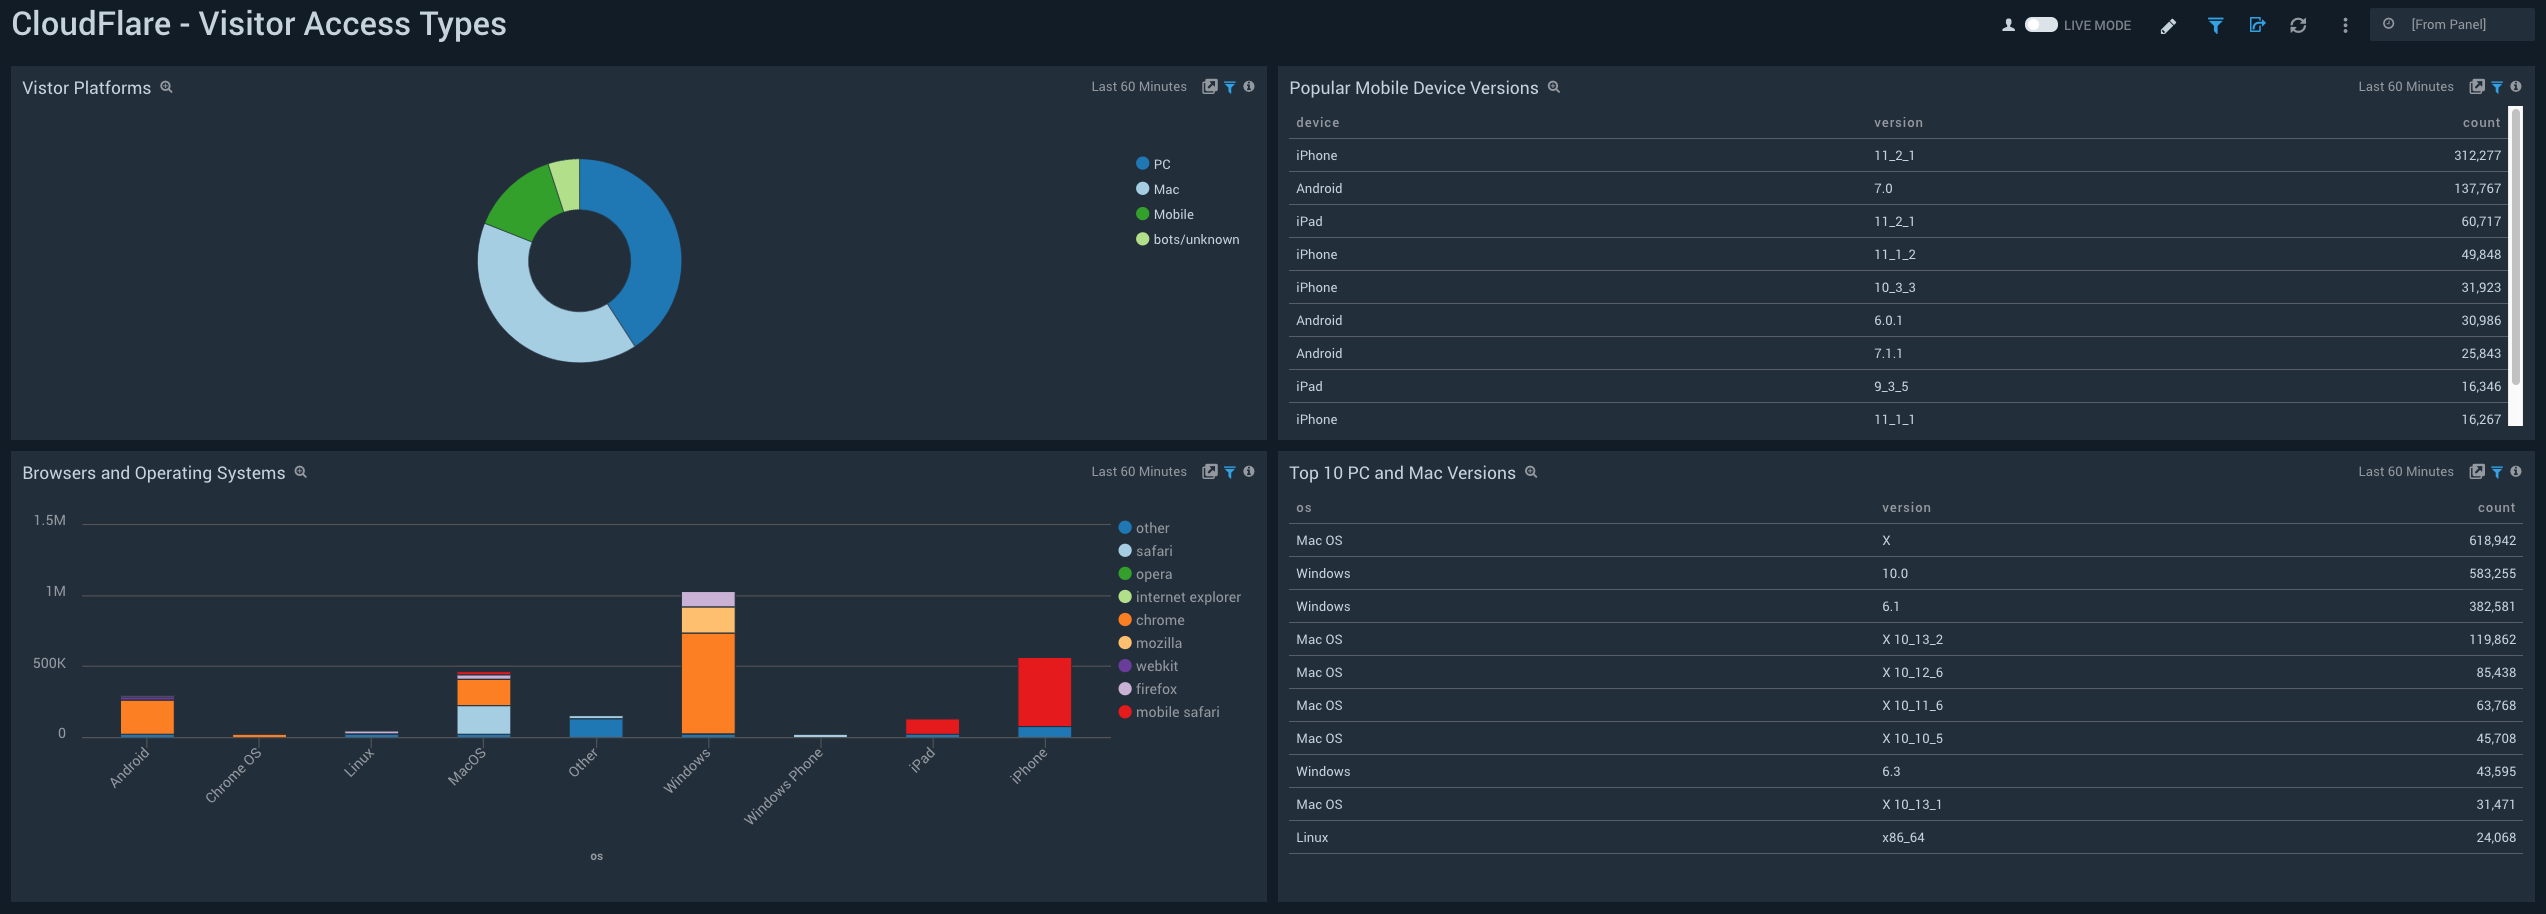 CloudFlare - Visitor Access Types
LIVE MODE
[From Panel]
Vistor Platforms
Last 60 Minutes
PC
Mac
Mobile
bots/unknown
Popular Mobile Device Versions
Last 60 Minutes
device version count
iPhone 11_2_1 312,277
Android 7.0 137,767
iPad 11_2_1 60,717
iPhone 11_1_2 49,848
iPhone 10_3_3 31,923
Android 6.0.1 30,986
Android 7.1.1 25,843
iPad 9_3_5 16,346
iPhone 11_1_1 16,267
Browsers and Operating Systems
Last 60 Minutes
1.5M
1M
500K
0
Android
Chrome OS
Linux
MacOS
Other
Windows
Windows Phone
iPad
iPhone
os
other
safari
opera
internet explorer
chrome
mozilla
webkit
firefox
mobile safari
Top 10 PC and Mac Versions
Last 60 Minutes
os version count
Mac OS X 618,942
Windows 10.0 583,255
Windows 6.1 382,581
Mac OS X 10_13_2 119,862
Mac OS X 10_12_6 85,438
Mac OS X 10_11_6 63,768
Mac OS X 10_10_5 45,708
Windows 6.3 43,595
Mac OS X 10_13_1 31,471
Linux x86_64 24,068